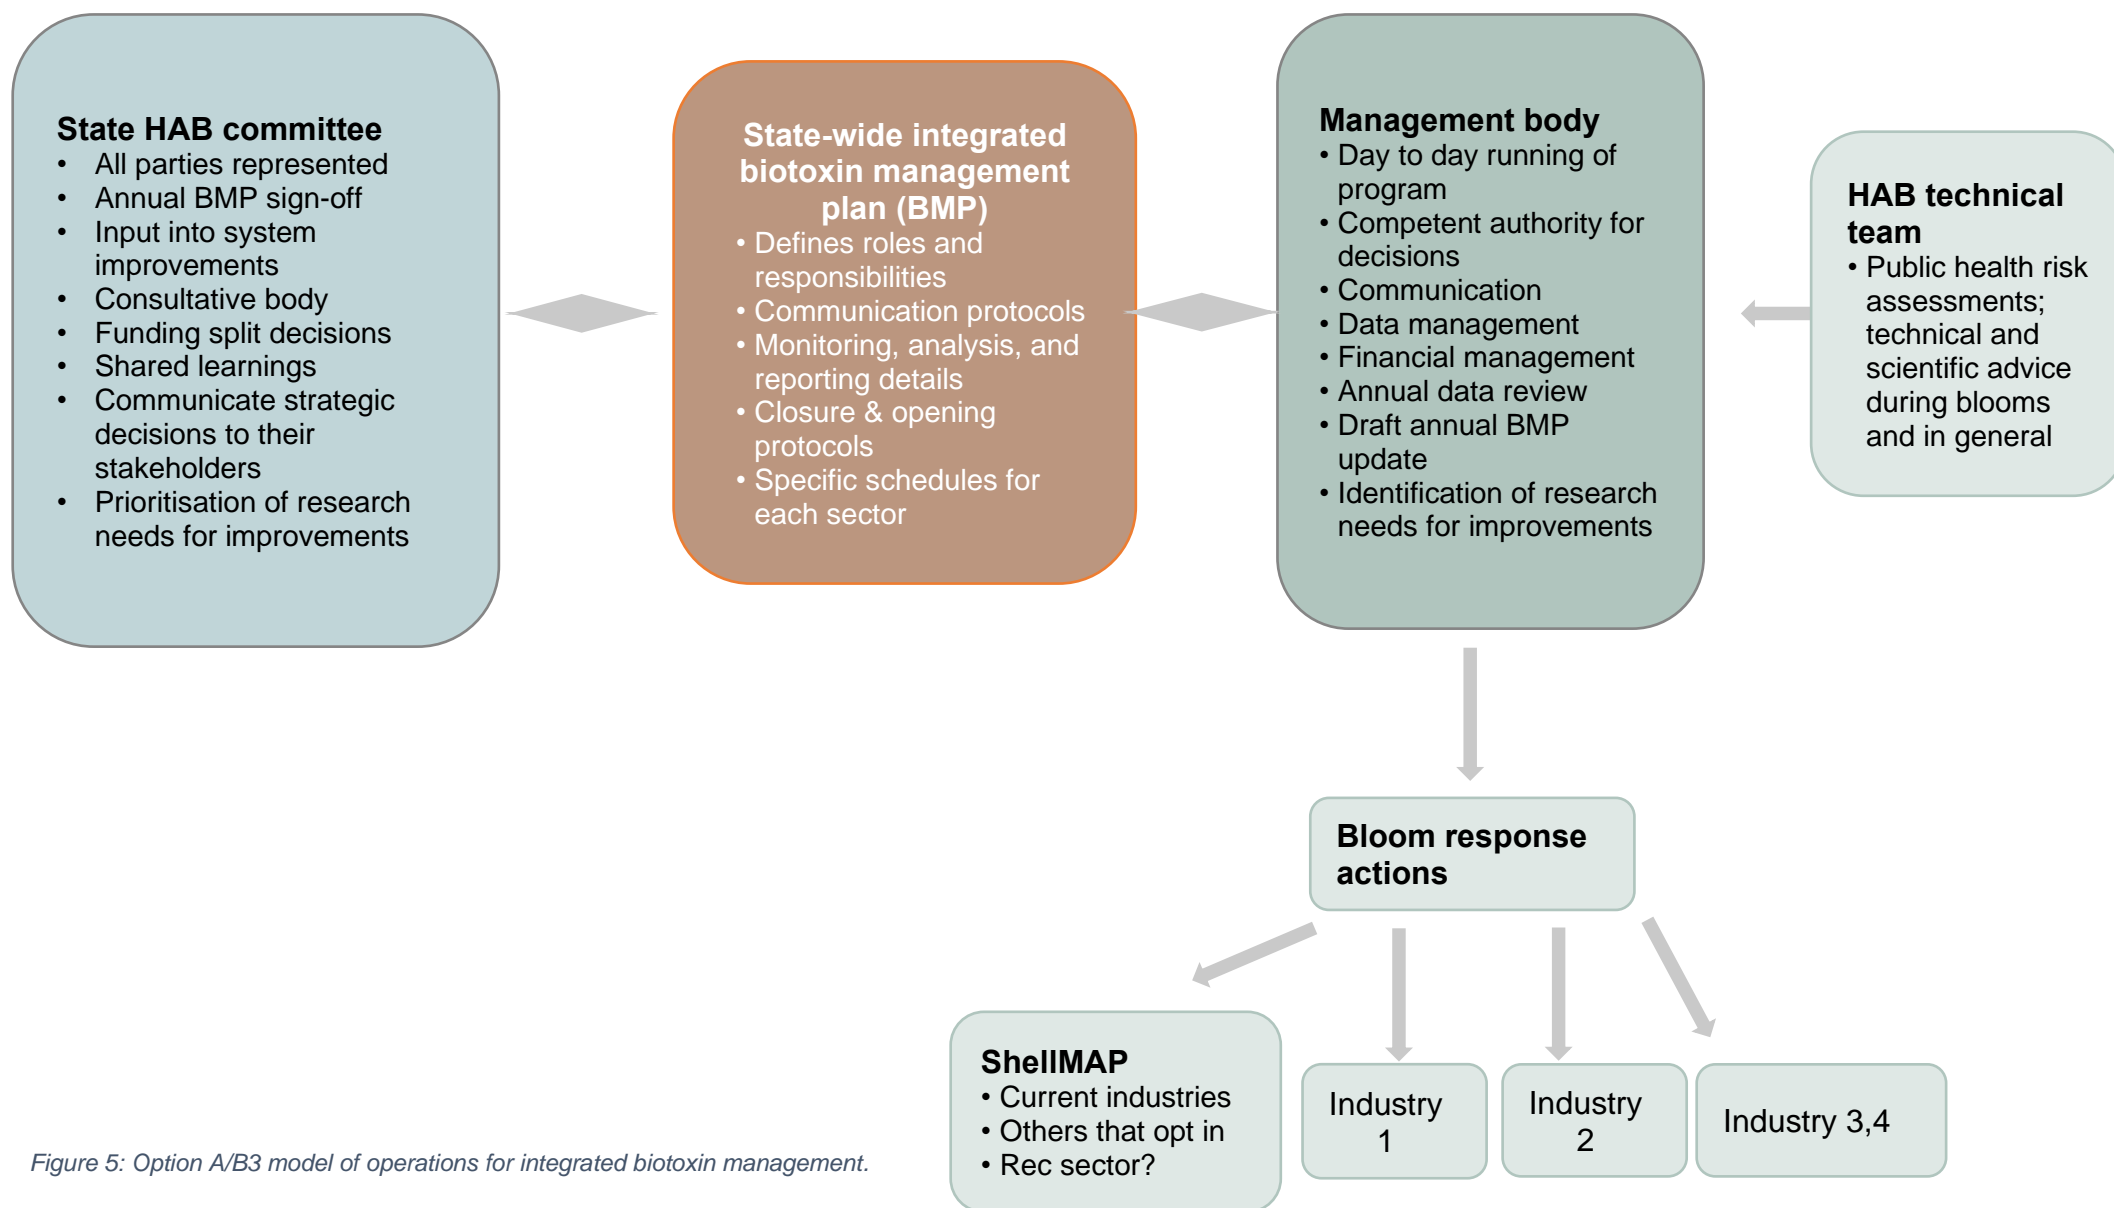 State HAB committee
• All parties represented
• Annual BMP sign-off
• Input into system
improvements
• Consultative body
• Funding split decisions
• Shared learnings
• Communicate strategic
decisions to their
stakeholders
• Prioritisation of research
needs for improvements
State-wide integrated
biotoxin management
plan (BMP)
• Defines roles and
responsibilities
• Communication protocols
• Monitoring, analysis, and
reporting details
• Closure & opening
protocols
• Specific schedules for
each sector
Management body
• Day to day running of
program
• Competent authority for
decisions
• Communication
• Data management
• Financial management
• Annual data review
• Draft annual BMP
update
• Identification of research
needs for improvements
HAB technical
team
• Public health risk
assessments;
technical and
scientific advice
during blooms
and in general
Bloom response
actions
ShellMAP
• Current industries
• Others that opt in
• Rec sector?
Industry
1
Industry
2
Industry 3,4
Figure 5: Option A/B3 model of operations for integrated biotoxin management.